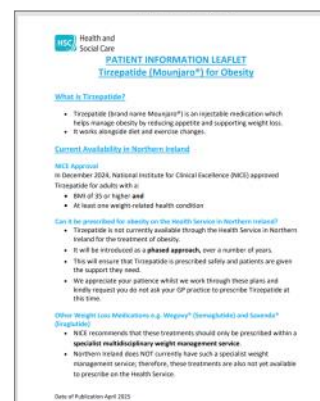 HSC Health and
Social Care
PATIENT INFORMATION LEAFLET
Tirzepatide (Mounjaro®) for Obesity
What is Tirzepatide?
• Tirzepatide (brand name Mounjaro®) is an injectable medication which
helps manage obesity by reducing appetite and supporting weight loss.
• It works alongside diet and exercise changes.
Current Availability in Northern Ireland
NICE Approval
In December 2024, National Institute for Clinical Excellence (NICE) approved
Tirzepatide for adults with a:
• BMI of 35 or higher and
• At least one weight-related health condition
Can it be prescribed for obesity on the Health Service in Northern Ireland?
• Tirzepatide is not currently available through the Health Service in Northern
Ireland for the treatment of obesity.
• It will be introduced as a phased approach, over a number of years.
• This will ensure that Tirzepatide is prescribed safely and patients are given
the support they need.
• We appreciate your patience whilst we work through these plans and
kindly request you do not ask your GP practice to prescribe Tirzepatide at
this time.
Other Weight Loss Medications e.g. Wegovy® (Semaglutide) and Saxenda®
(liraglutide)
• NICE recommends that these treatments should only be prescribed within a
specialist multidisciplinary weight management service.
• Northern Ireland does NOT currently have such a specialist weight
management service; therefore, these treatments are also not yet available
to prescribe on the Health Service.
Date of Publication April 2025